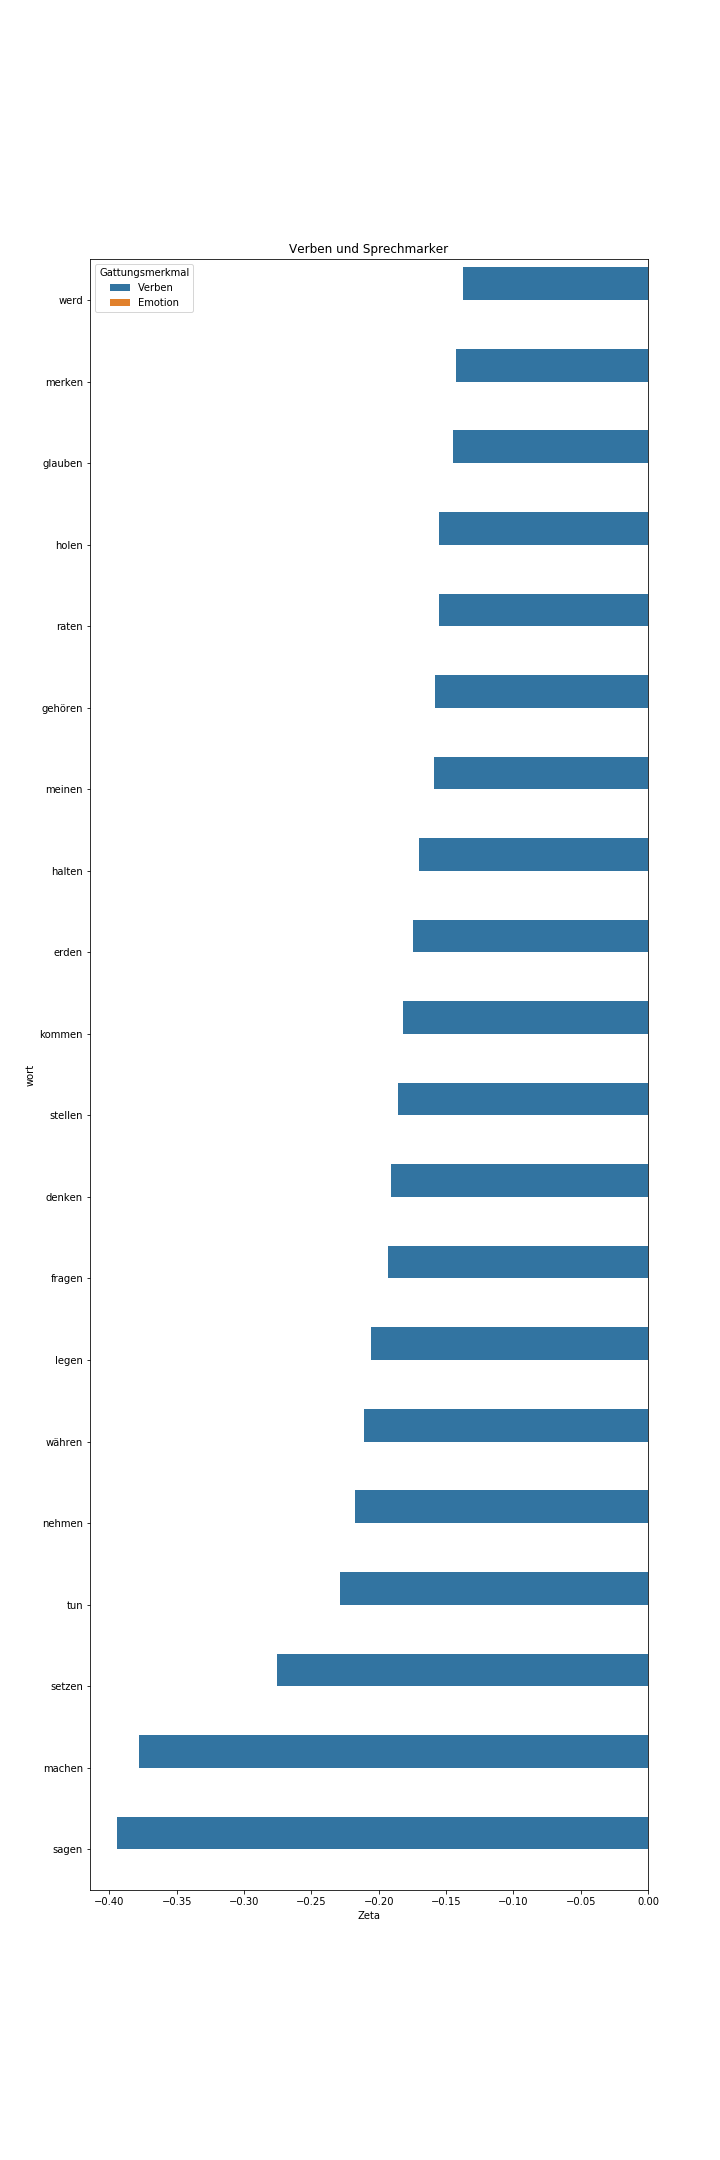 Verben und Sprechmarker
Gattungsmerkmal
Verben
Emotion
werd
merken
glauben
holen
raten
gehören
meinen
halten
erden
kommen
wort
stellen
denken
fragen
legen
währen
nehmen
tun
setzen
machen
sagen
−0.40 −0.35 −0.30 −0.25 −0.20 −0.15 −0.10 −0.05 0.00
Zeta